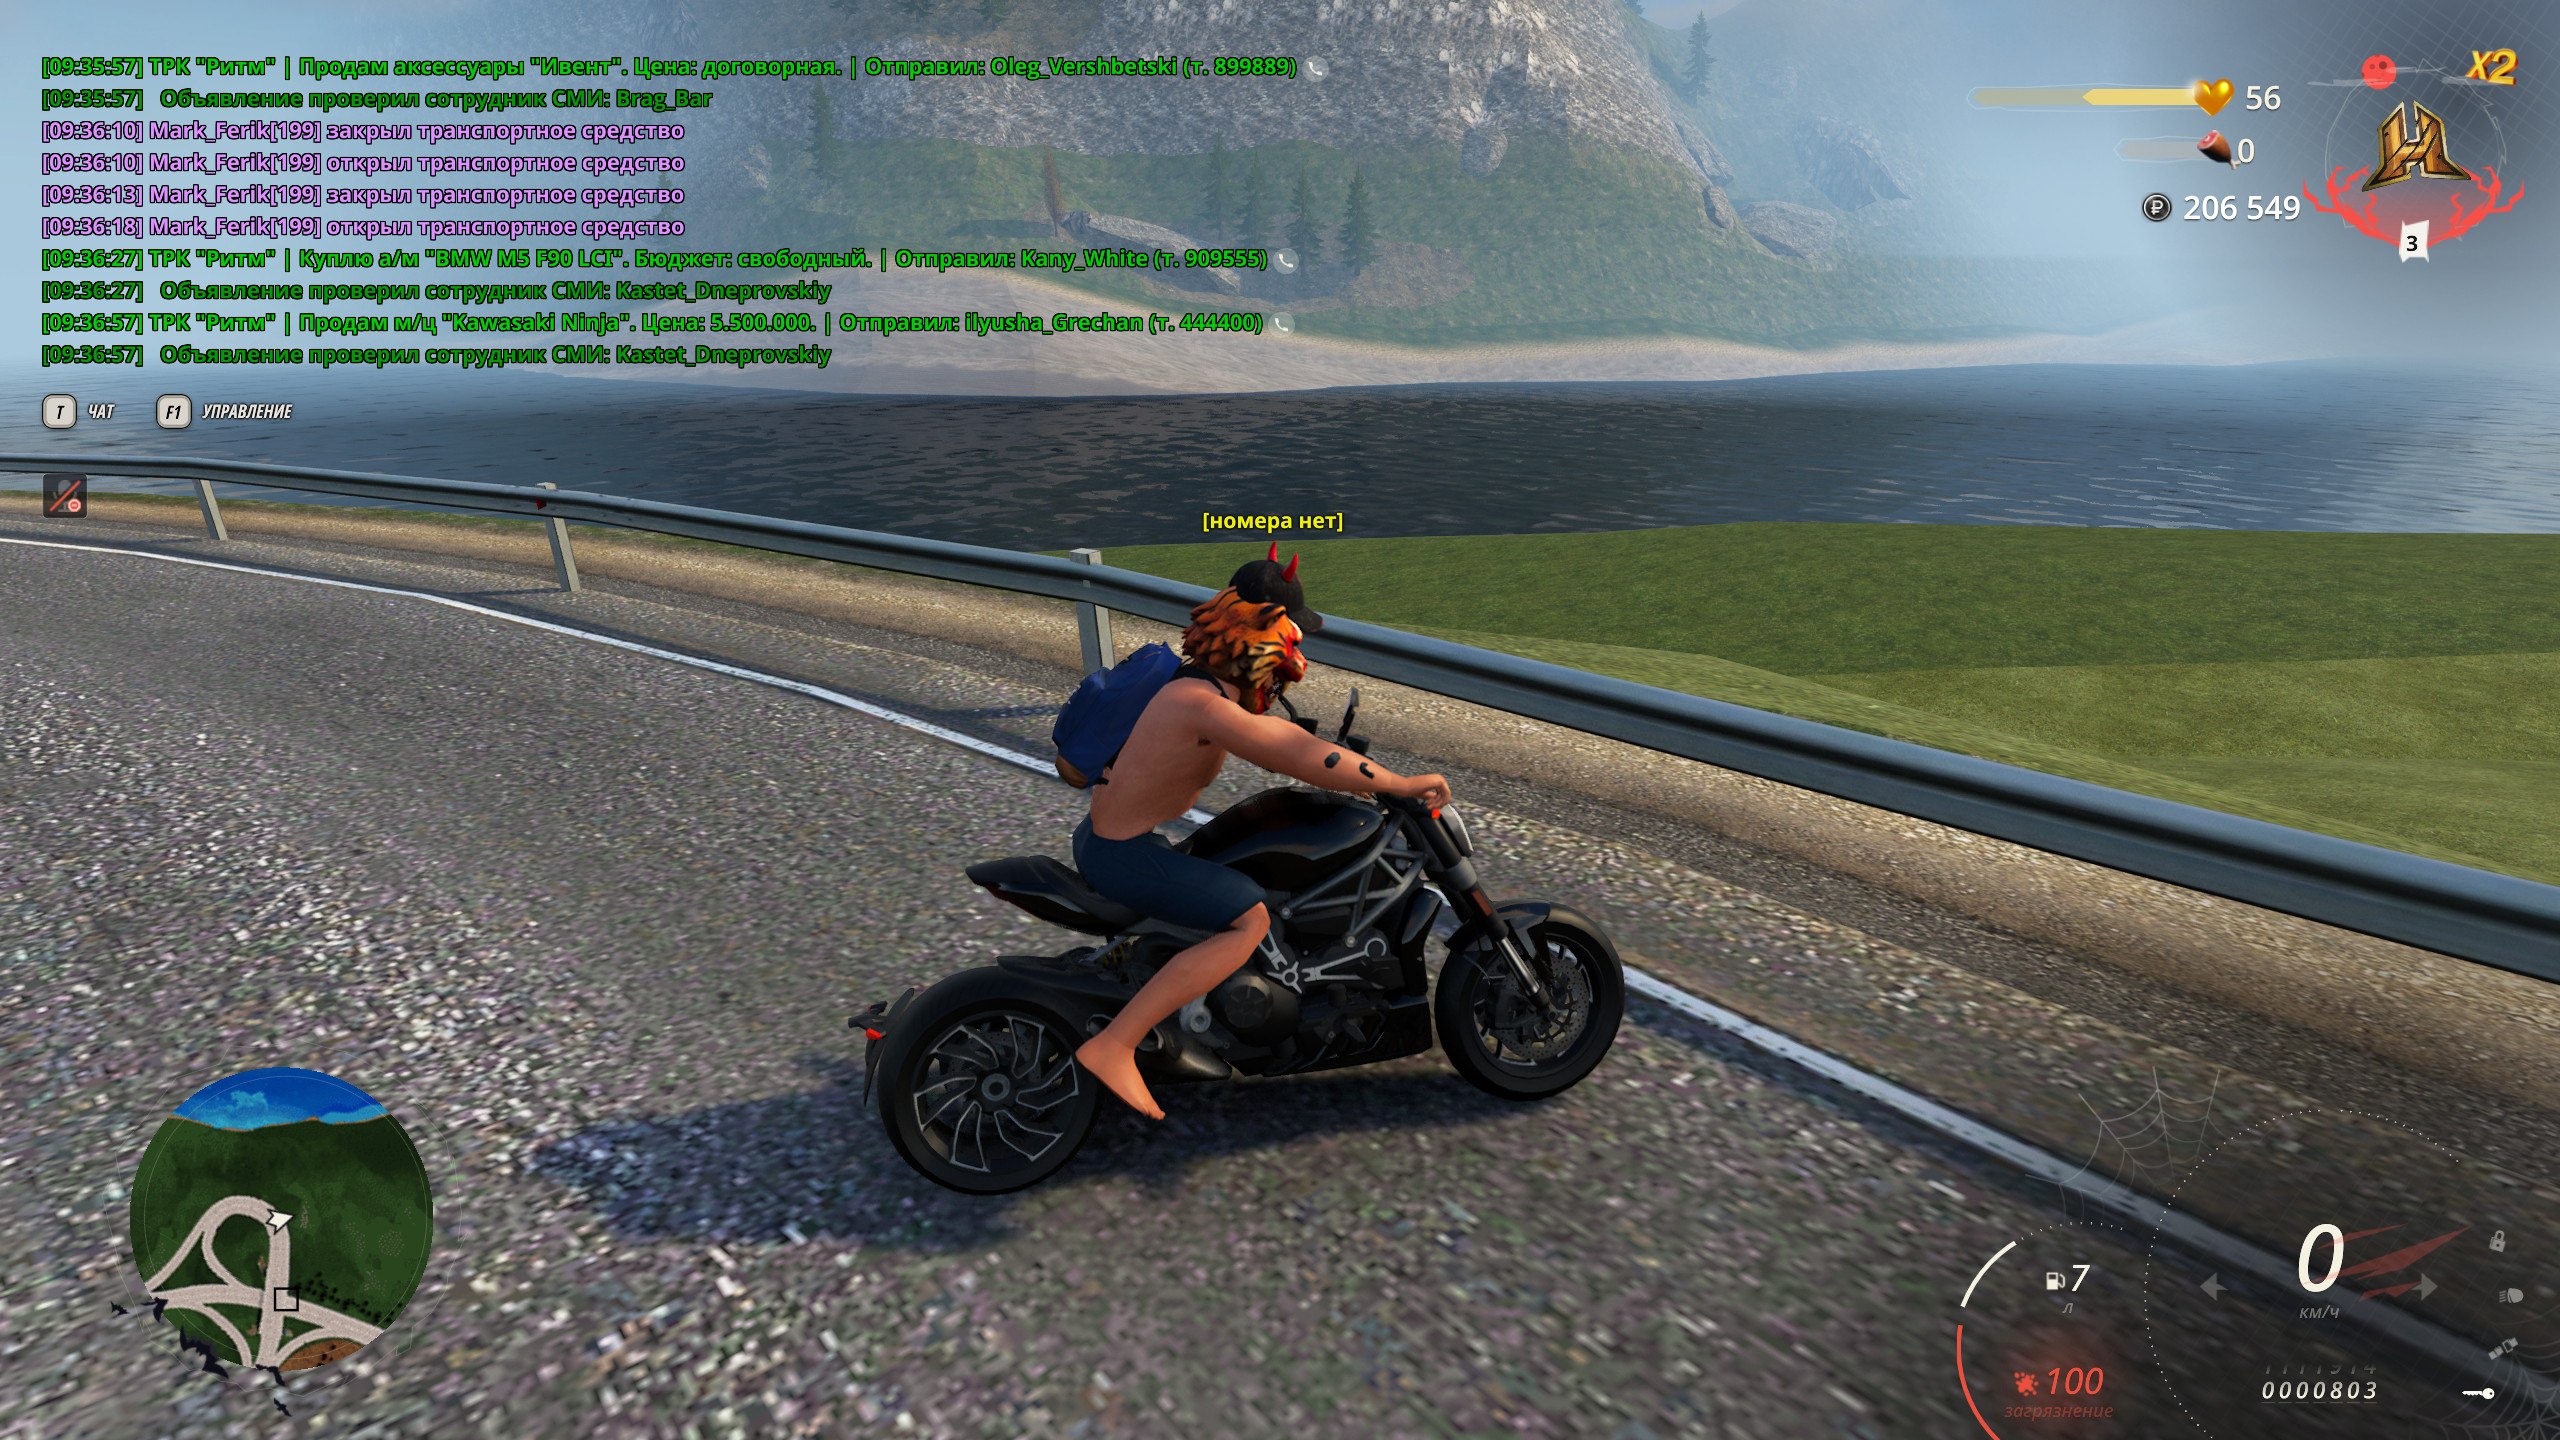 [09:35:57] ТРК "Ритм" | Продам аксессуары "Ивент". Цена: договорная. | Отправил: Oleg_Vershbetski (т. 899889)
[09:35:57] Объявление проверил сотрудник СМИ: Brag_Bar
[09:36:10] Mark_Ferik[199] закрыл транспортное средство
[09:36:10] Mark_Ferik[199] открыл транспортное средство
[09:36:13] Mark_Ferik[199] закрыл транспортное средство
[09:36:18] Mark_Ferik[199] открыл транспортное средство
[09:36:27] ТРК "Ритм" | Куплю а/м "BMW M5 F90 LCI". Бюджет: свободный. | Отправил: Kany_White (т. 909555)
[09:36:27] Объявление проверил сотрудник СМИ: Kastet_Dneprovskiy
[09:36:57] ТРК "Ритм" | Продам м/ц "Kawasaki Ninja". Цена: 5.500.000. | Отправил: ilyusha_Grechan (т. 444400)
[09:36:57] Объявление проверил сотрудник СМИ: Kastet_Dneprovskiy
T ЧАТ F1 УПРАВЛЕНИЕ
X2
56
0
206 549
3
[номера нет]
7
л
0
км/ч
100
загрязнение
0000803